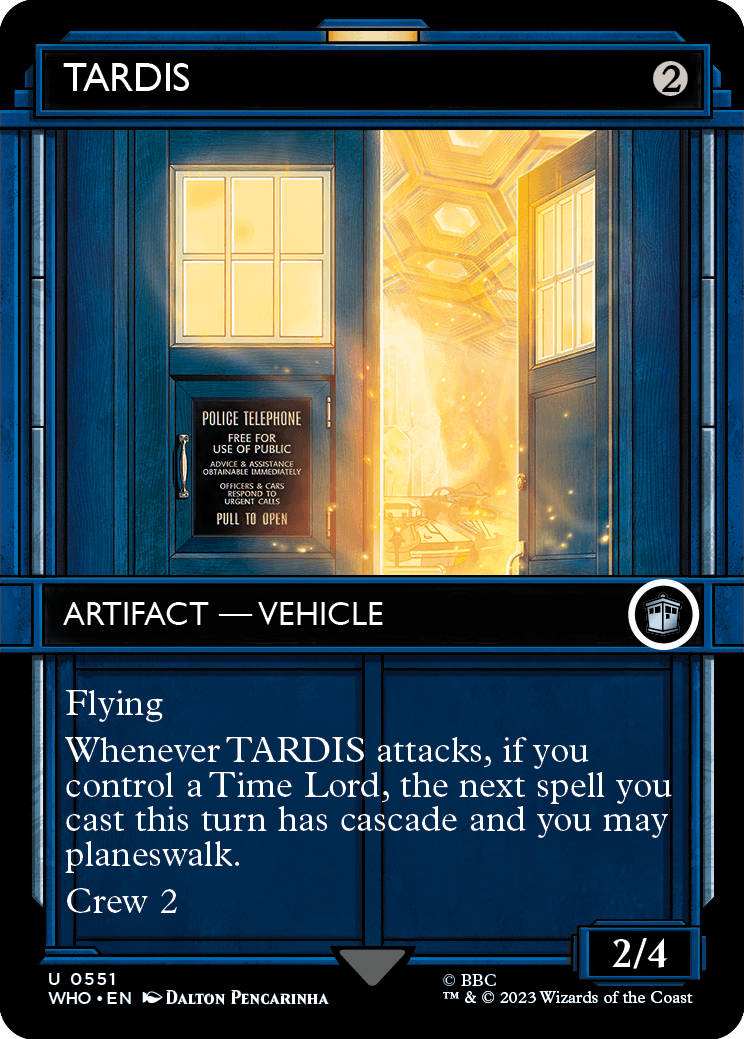 TARDIS
2
POLICE TELEPHONE
FREE FOR
USE OF PUBLIC
ADVICE & ASSISTANCE
OBTAINABLE IMMEDIATELY
OFFICERS & CARS
RESPOND TO
URGENT CALLS
PULL TO OPEN
ARTIFACT — VEHICLE
Flying
Whenever TARDIS attacks, if you
control a Time Lord, the next spell you
cast this turn has cascade and you may
planeswalk.
Crew 2
2/4
U 0551
WHO • EN DALTON PENCARINHA
© BBC
™ & © 2023 Wizards of the Coast